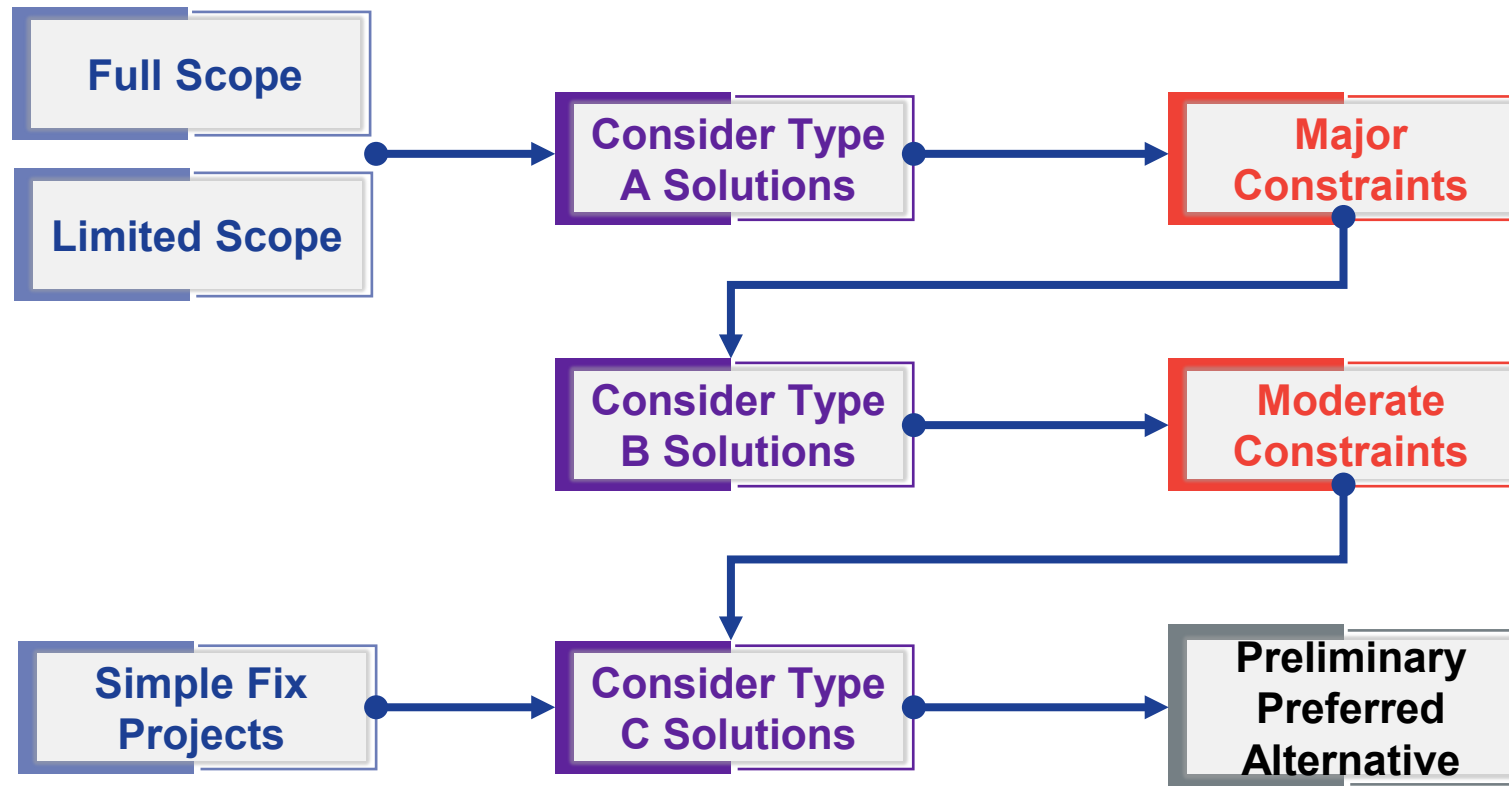 Full Scope
Limited Scope
Consider Type
A Solutions
Major
Constraints
Consider Type
B Solutions
Moderate
Constraints
Simple Fix
Projects
Consider Type
C Solutions
Preliminary
Preferred
Alternative